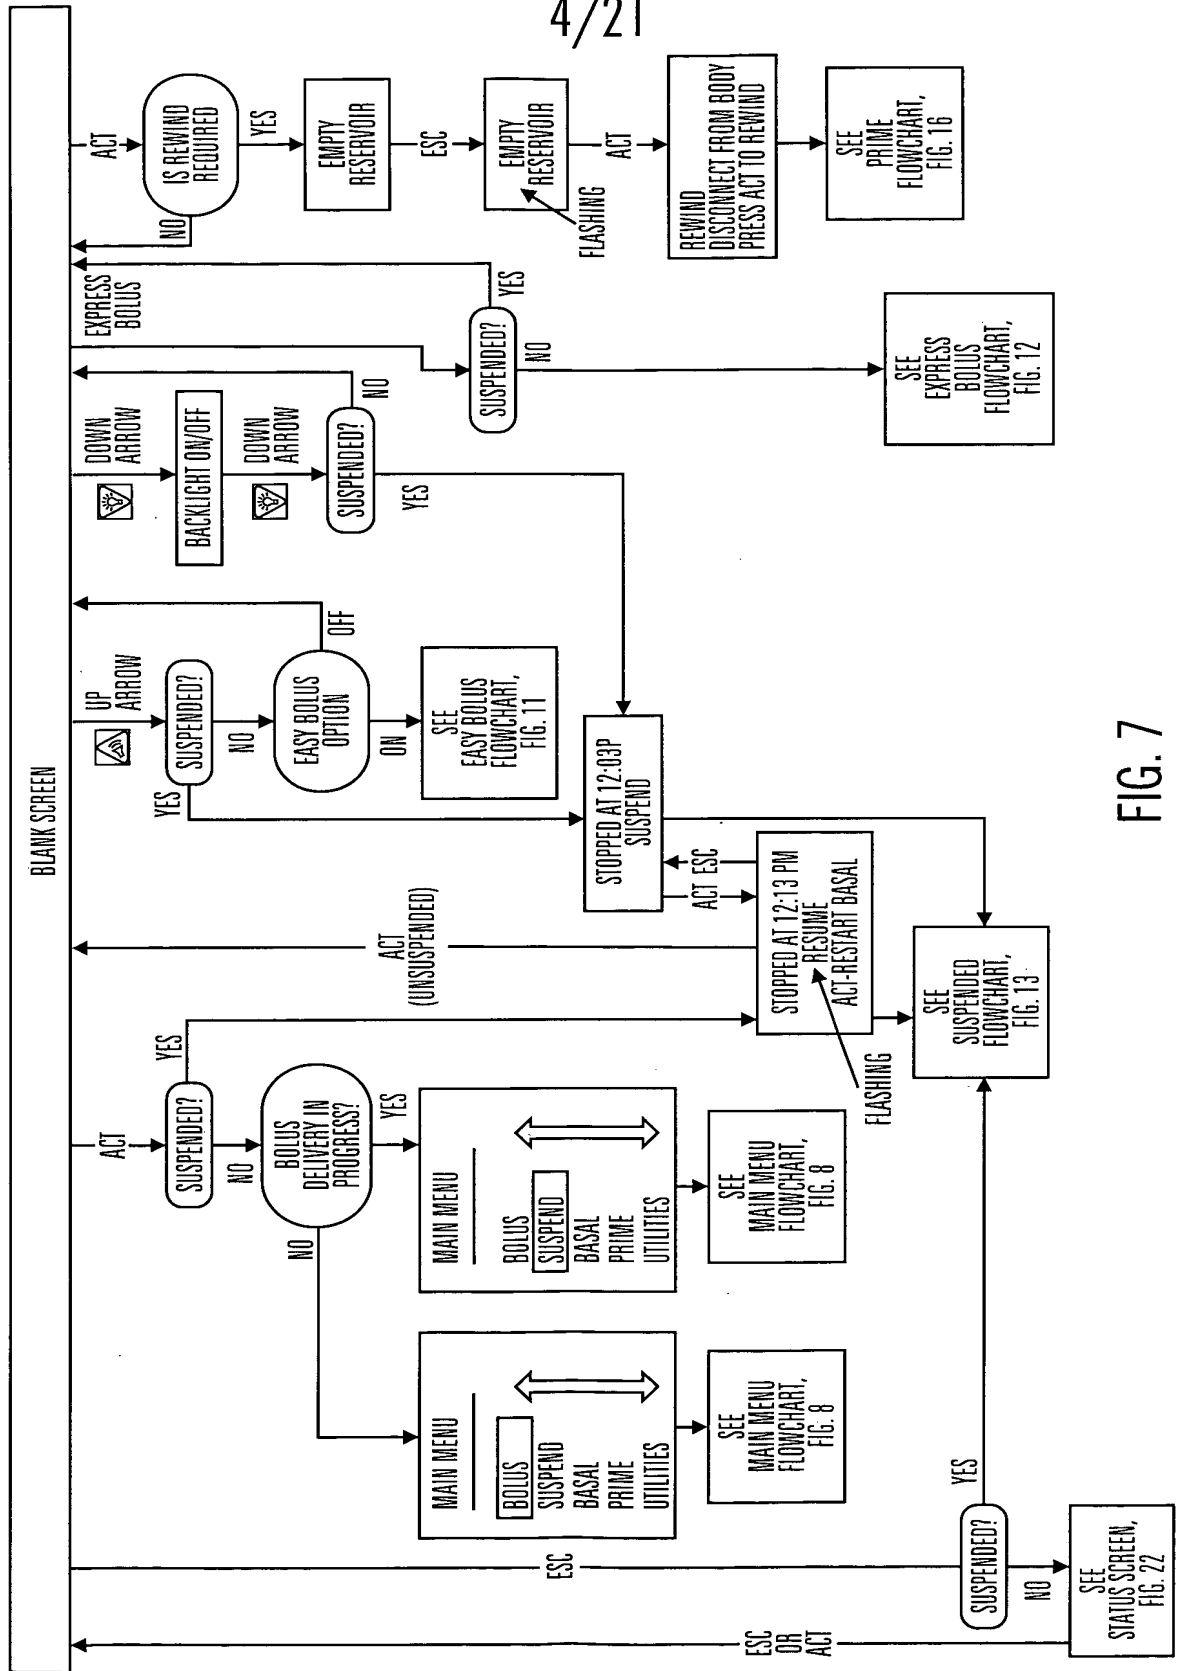 4/21
BLANK SCREEN
ESC
OR
ACT
ESC
SUSPENDED?
YES
NO
SEE
STATUS SCREEN,
FIG. 22
ACT
SUSPENDED?
YES
NO
BOLUS
DELIVERY IN
PROGRESS?
NO
YES
MAIN MENU
BOLUS
SUSPEND
BASAL
PRIME
UTILITIES
SEE
MAIN MENU
FLOWCHART,
FIG. 8
MAIN MENU
BOLUS
SUSPEND
BASAL
PRIME
UTILITIES
SEE
MAIN MENU
FLOWCHART,
FIG. 8
ACT
(UNSUSPENDED)
UP
ARROW
SUSPENDED?
YES
NO
EASY BOLUS
OPTION
OFF
ON
SEE
EASY BOLUS
FLOWCHART,
FIG. 11
STOPPED AT 12:03P
SUSPEND
ACT
ESC
STOPPED AT 12:13 PM
RESUME
ACT-RESTART BASAL
FLASHING
SEE
SUSPENDED
FLOWCHART,
FIG. 13
DOWN
ARROW
BACKLIGHT ON/OFF
DOWN
ARROW
SUSPENDED?
NO
YES
EXPRESS
BOLUS
SUSPENDED?
YES
NO
SEE
EXPRESS
BOLUS
FLOWCHART,
FIG. 12
ACT
IS REWIND
REQUIRED
NO
YES
EMPTY
RESERVOIR
ESC
EMPTY
RESERVOIR
FLASHING
ACT
REWIND
DISCONNECT FROM BODY
PRESS ACT TO REWIND
SEE
PRIME
FLOWCHART,
FIG. 16
FIG. 7